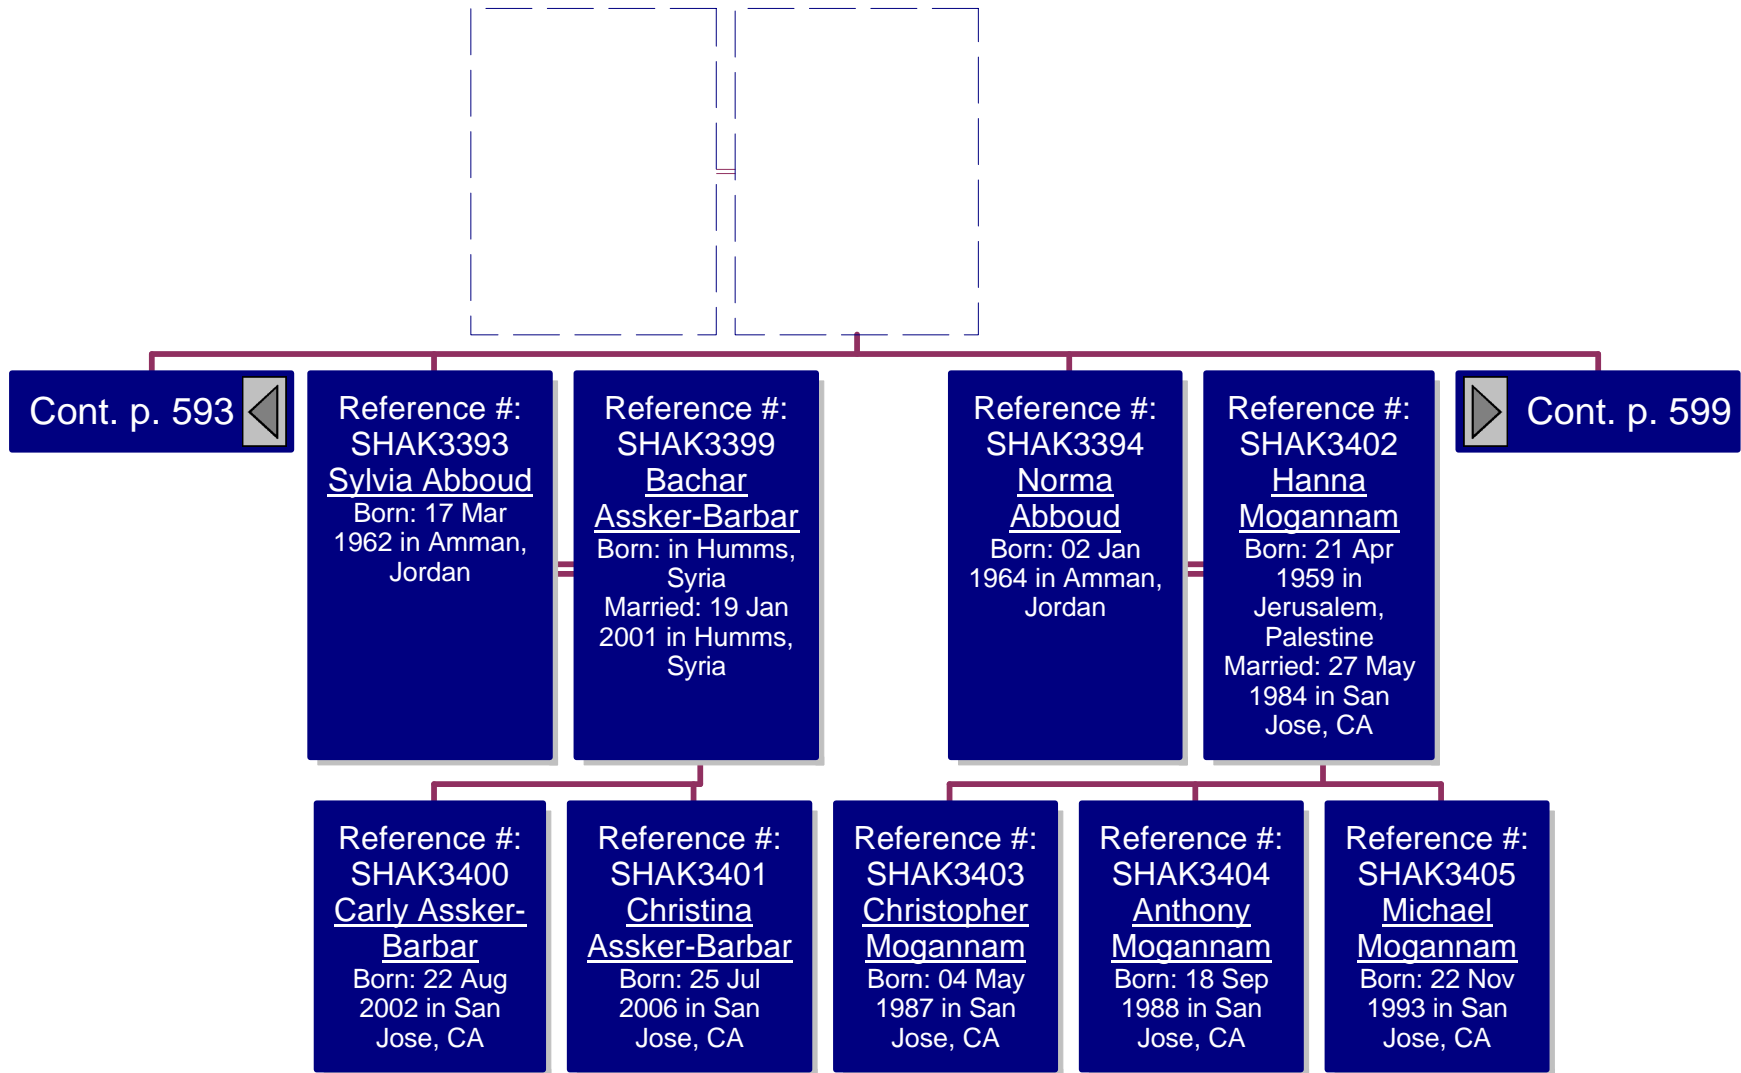 Cont. p. 593
Reference #:
SHAK3393
Sylvia Abboud
Born: 17 Mar
1962 in Amman,
Jordan
Reference #:
SHAK3399
Bachar
Assker-Barbar
Born: in Humms,
Syria
Married: 19 Jan
2001 in Humms,
Syria
Reference #:
SHAK3394
Norma
Abboud
Born: 02 Jan
1964 in Amman,
Jordan
Reference #:
SHAK3402
Hanna
Mogannam
Born: 21 Apr
1959 in
Jerusalem,
Palestine
Married: 27 May
1984 in San
Jose, CA
Cont. p. 599
Reference #:
SHAK3400
Carly Assker-
Barbar
Born: 22 Aug
2002 in San
Jose, CA
Reference #:
SHAK3401
Christina
Assker-Barbar
Born: 25 Jul
2006 in San
Jose, CA
Reference #:
SHAK3403
Christopher
Mogannam
Born: 04 May
1987 in San
Jose, CA
Reference #:
SHAK3404
Anthony
Mogannam
Born: 18 Sep
1988 in San
Jose, CA
Reference #:
SHAK3405
Michael
Mogannam
Born: 22 Nov
1993 in San
Jose, CA